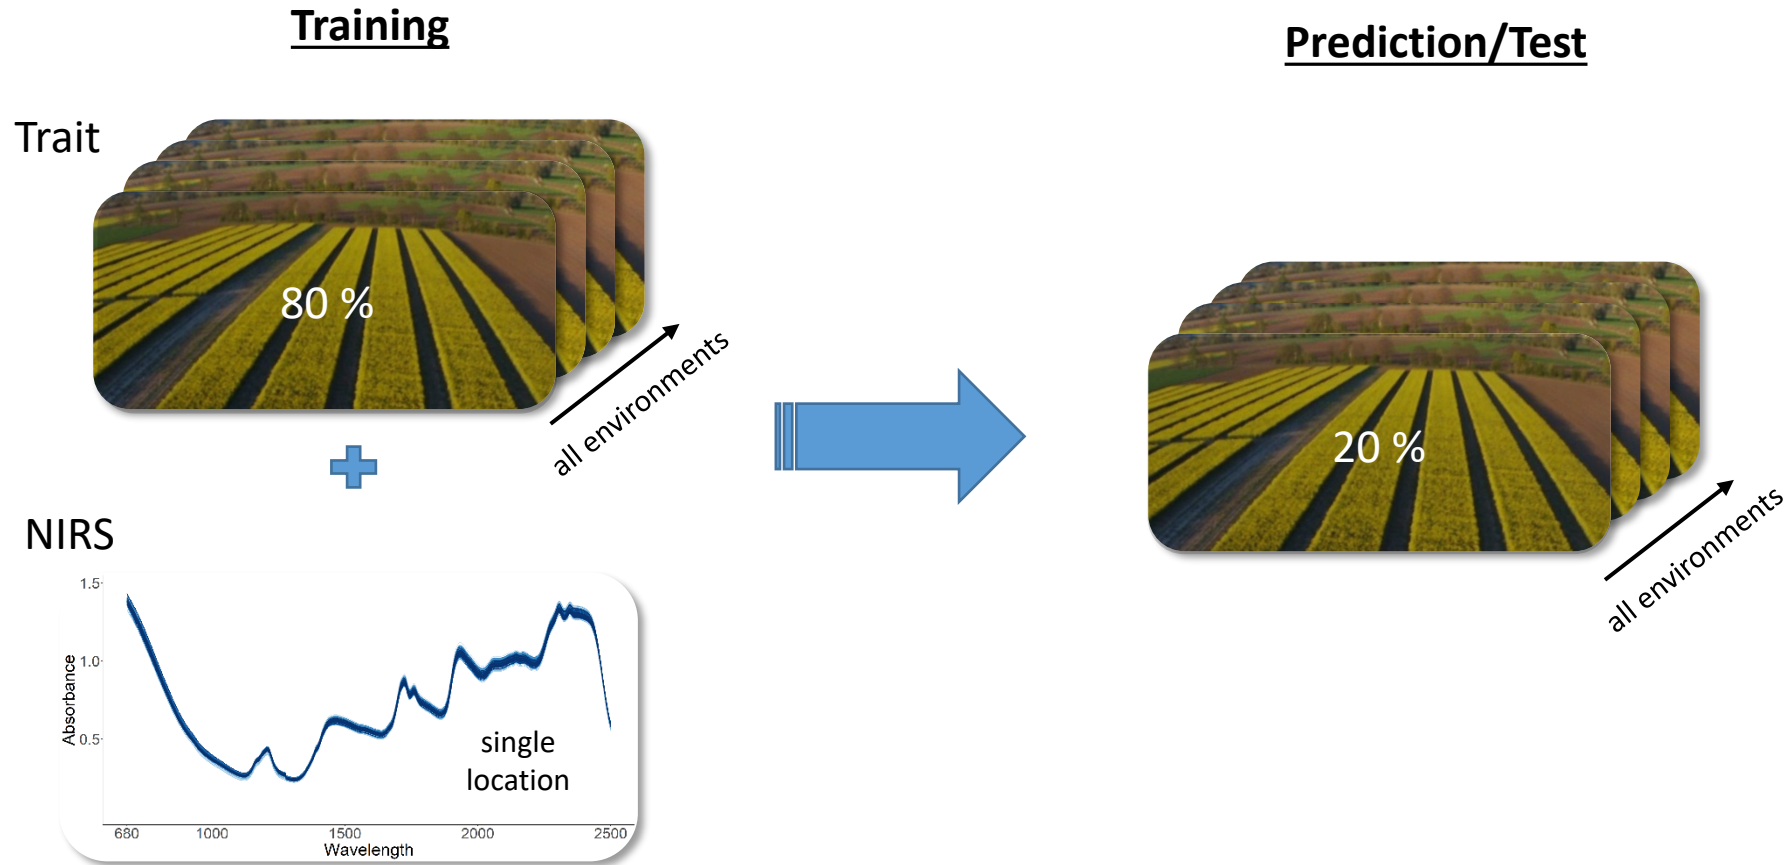 Training
Prediction/Test
Trait
80 %
all environments
20 %
all environments
NIRS
1.5
1.0
0.5
Absorbance
single
location
680
1000
1500
2000
2500
Wavelength